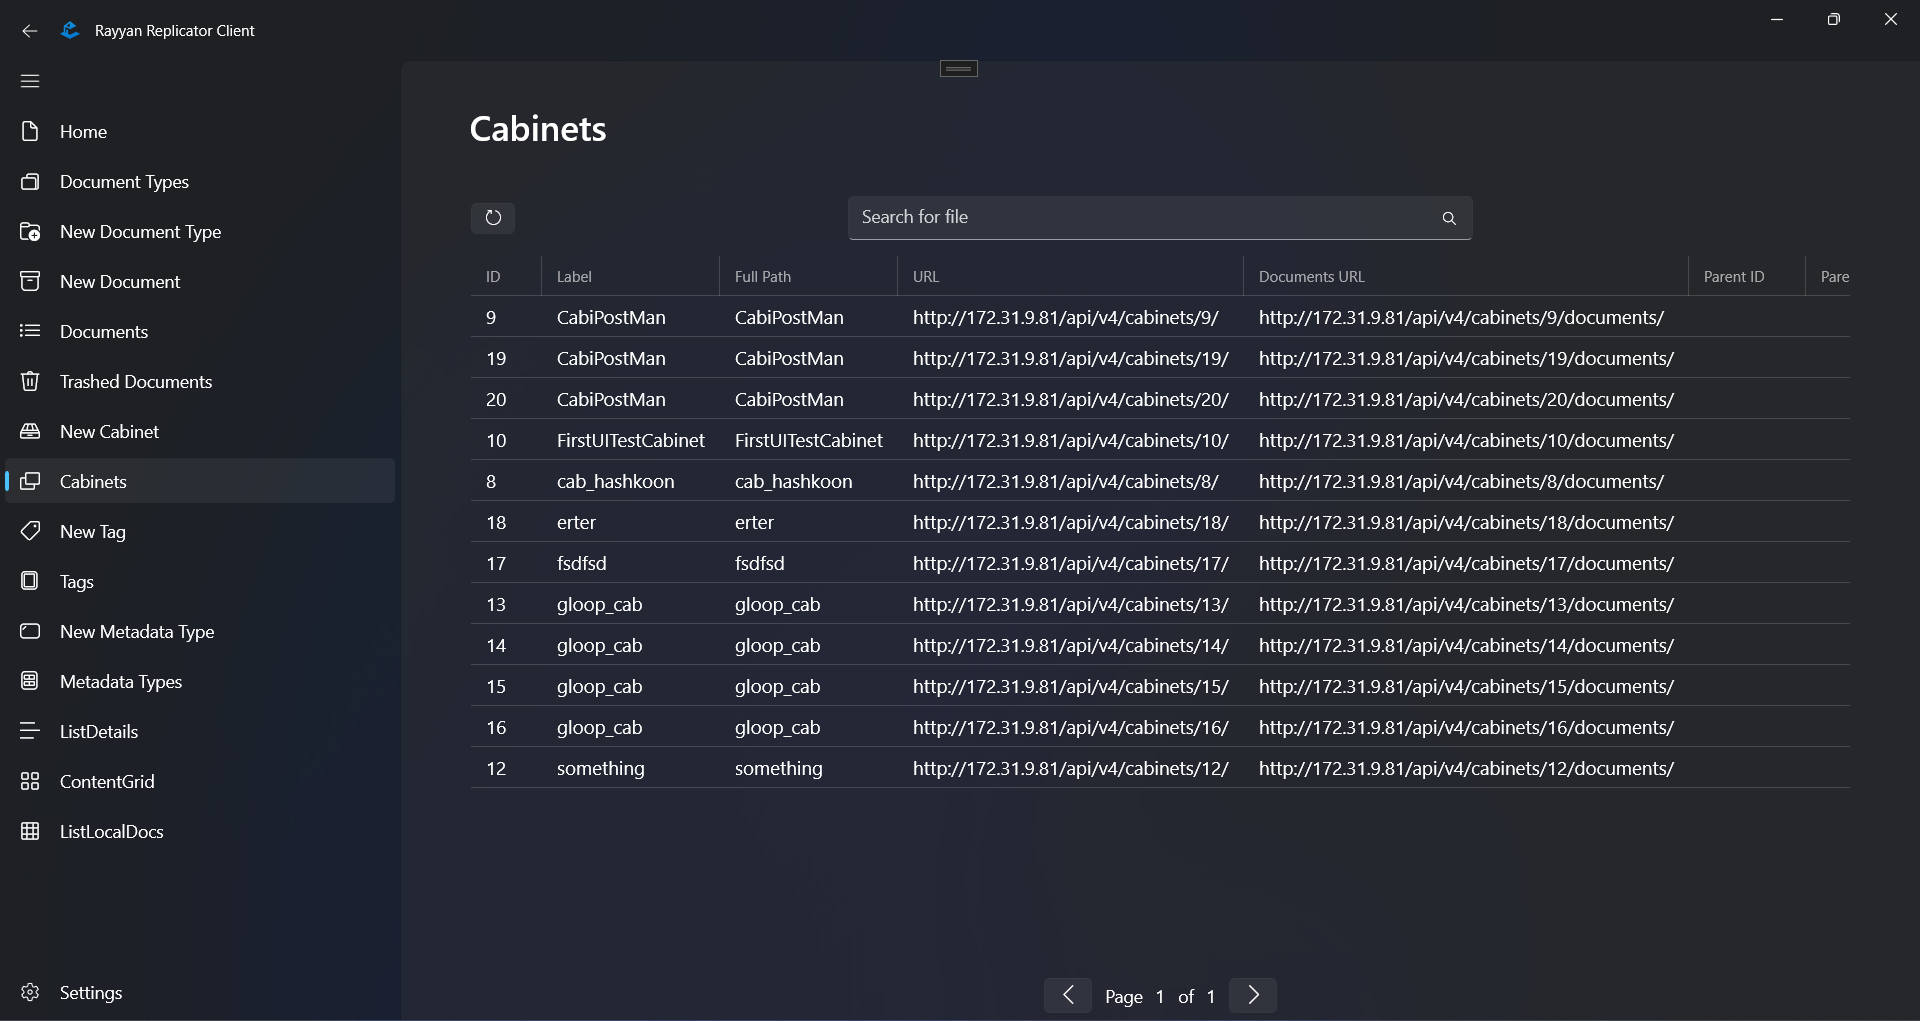 Rayyan Replicator Client
Home
Document Types
New Document Type
New Document
Documents
Trashed Documents
New Cabinet
Cabinets
New Tag
Tags
New Metadata Type
Metadata Types
ListDetails
ContentGrid
ListLocalDocs
Settings
Cabinets
Search for file
ID Label Full Path URL Documents URL Parent ID Pare
9 CabiPostMan CabiPostMan http://172.31.9.81/api/v4/cabinets/9/ http://172.31.9.81/api/v4/cabinets/9/documents/
19 CabiPostMan CabiPostMan http://172.31.9.81/api/v4/cabinets/19/ http://172.31.9.81/api/v4/cabinets/19/documents/
20 CabiPostMan CabiPostMan http://172.31.9.81/api/v4/cabinets/20/ http://172.31.9.81/api/v4/cabinets/20/documents/
10 FirstUITestCabinet FirstUITestCabinet http://172.31.9.81/api/v4/cabinets/10/ http://172.31.9.81/api/v4/cabinets/10/documents/
8 cab_hashkoon cab_hashkoon http://172.31.9.81/api/v4/cabinets/8/ http://172.31.9.81/api/v4/cabinets/8/documents/
18 erter erter http://172.31.9.81/api/v4/cabinets/18/ http://172.31.9.81/api/v4/cabinets/18/documents/
17 fsdfsd fsdfsd http://172.31.9.81/api/v4/cabinets/17/ http://172.31.9.81/api/v4/cabinets/17/documents/
13 gloop_cab gloop_cab http://172.31.9.81/api/v4/cabinets/13/ http://172.31.9.81/api/v4/cabinets/13/documents/
14 gloop_cab gloop_cab http://172.31.9.81/api/v4/cabinets/14/ http://172.31.9.81/api/v4/cabinets/14/documents/
15 gloop_cab gloop_cab http://172.31.9.81/api/v4/cabinets/15/ http://172.31.9.81/api/v4/cabinets/15/documents/
16 gloop_cab gloop_cab http://172.31.9.81/api/v4/cabinets/16/ http://172.31.9.81/api/v4/cabinets/16/documents/
12 something something http://172.31.9.81/api/v4/cabinets/12/ http://172.31.9.81/api/v4/cabinets/12/documents/
Page 1 of 1